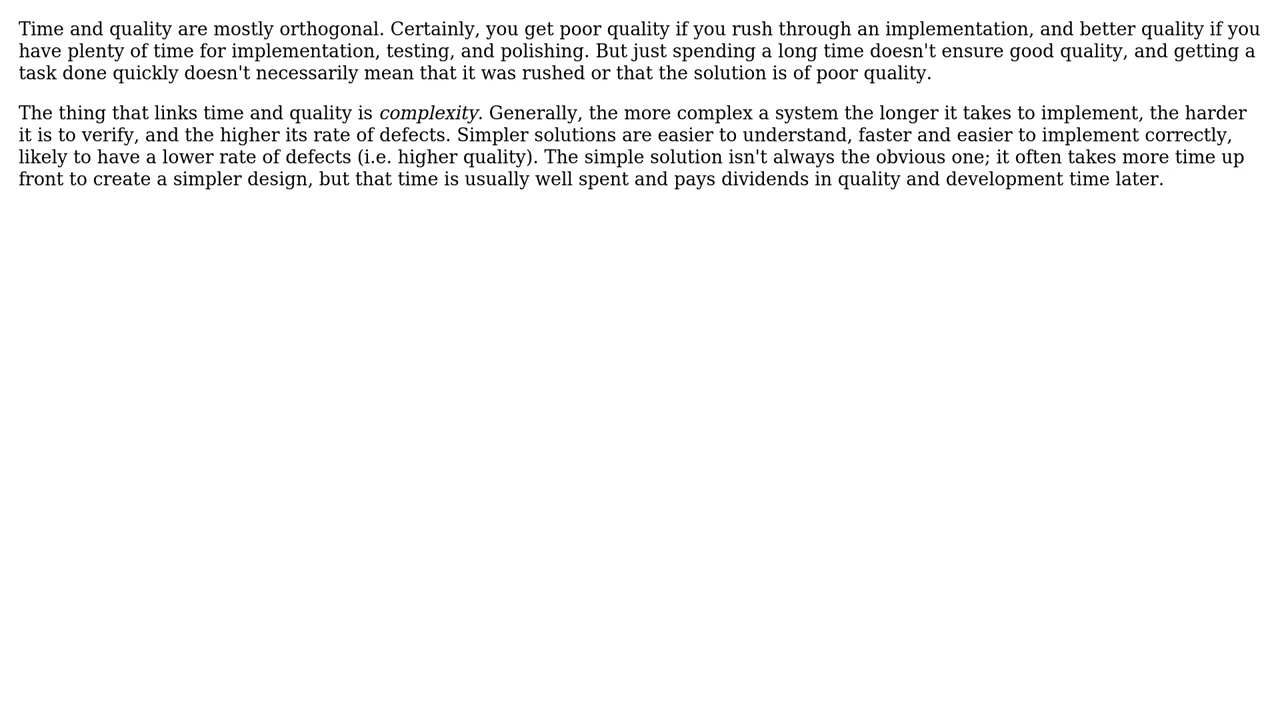 Time and quality are mostly orthogonal. Certainly, you get poor quality if you rush through an implementation, and better quality if you
have plenty of time for implementation, testing, and polishing. But just spending a long time doesn't ensure good quality, and getting a
task done quickly doesn't necessarily mean that it was rushed or that the solution is of poor quality.
The thing that links time and quality is complexity. Generally, the more complex a system the longer it takes to implement, the harder
it is to verify, and the higher its rate of defects. Simpler solutions are easier to understand, faster and easier to implement correctly,
likely to have a lower rate of defects (i.e. higher quality). The simple solution isn't always the obvious one; it often takes more time up
front to create a simpler design, but that time is usually well spent and pays dividends in quality and development time later.